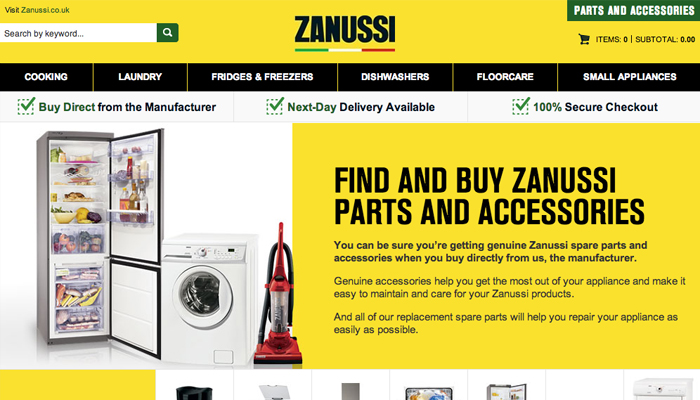 Visit Zanussi.co.uk
Search by keyword...
ZANUSSI
PARTS AND ACCESSORIES
ITEMS: 0 | SUBTOTAL: 0.00
COOKING
LAUNDRY
FRIDGES & FREEZERS
DISHWASHERS
FLOORCARE
SMALL APPLIANCES
Buy Direct from the Manufacturer
Next-Day Delivery Available
100% Secure Checkout
FIND AND BUY ZANUSSI
PARTS AND ACCESSORIES
You can be sure you're getting genuine Zanussi spare parts and
accessories when you buy directly from us, the manufacturer.
Genuine accessories help you get the most out of your appliance and make it
easy to maintain and care for your Zanussi products.
And all of our replacement spare parts will help you repair your appliance as
easily as possible.